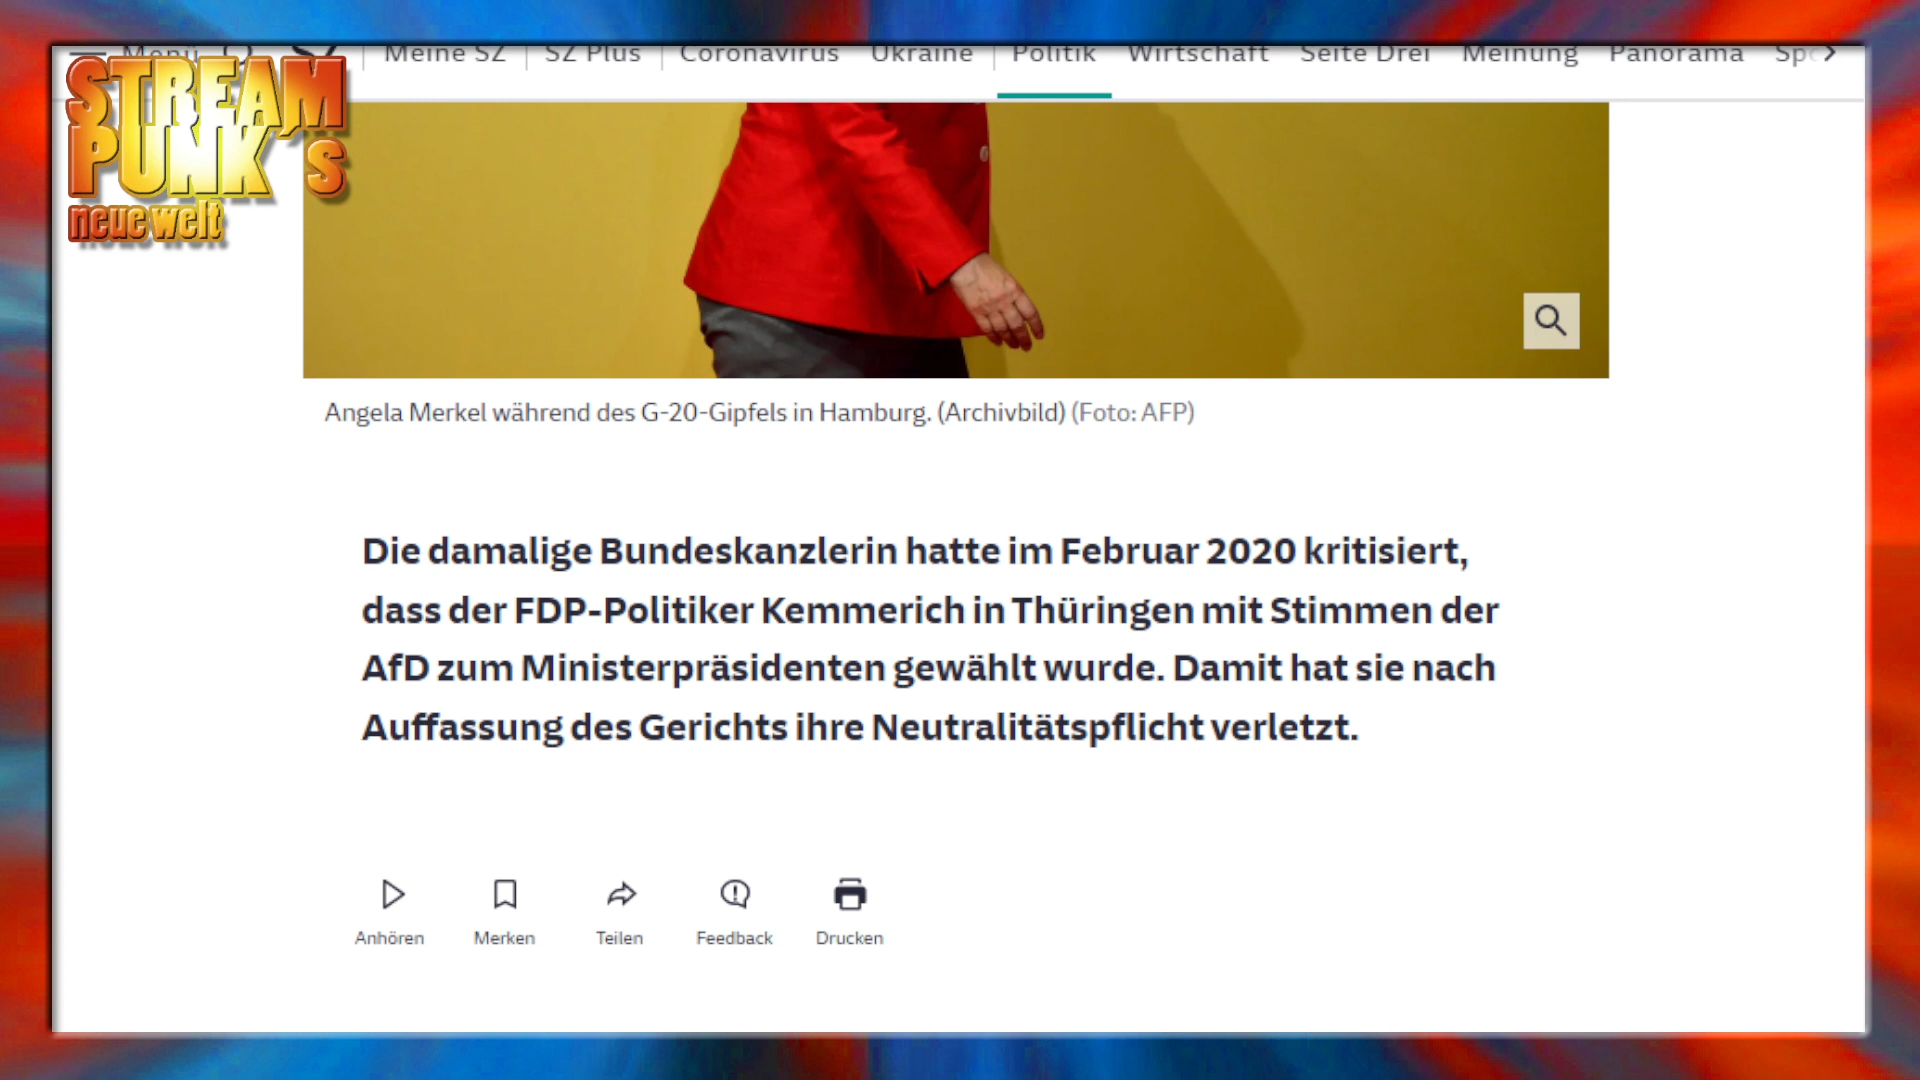 Menü
Meine SZ
SZ Plus
Coronavirus
Ukraine
Politik
Wirtschaft
Seite Drei
Meinung
Panorama
STREAM
PUNK´s
neue welt
Angela Merkel während des G-20-Gipfels in Hamburg. (Archivbild) (Foto: AFP)
Die damalige Bundeskanzlerin hatte im Februar 2020 kritisiert,
dass der FDP-Politiker Kemmerich in Thüringen mit Stimmen der
AfD zum Ministerpräsidenten gewählt wurde. Damit hat sie nach
Auffassung des Gerichts ihre Neutralitätspflicht verletzt.
Anhören
Merken
Teilen
Feedback
Drucken